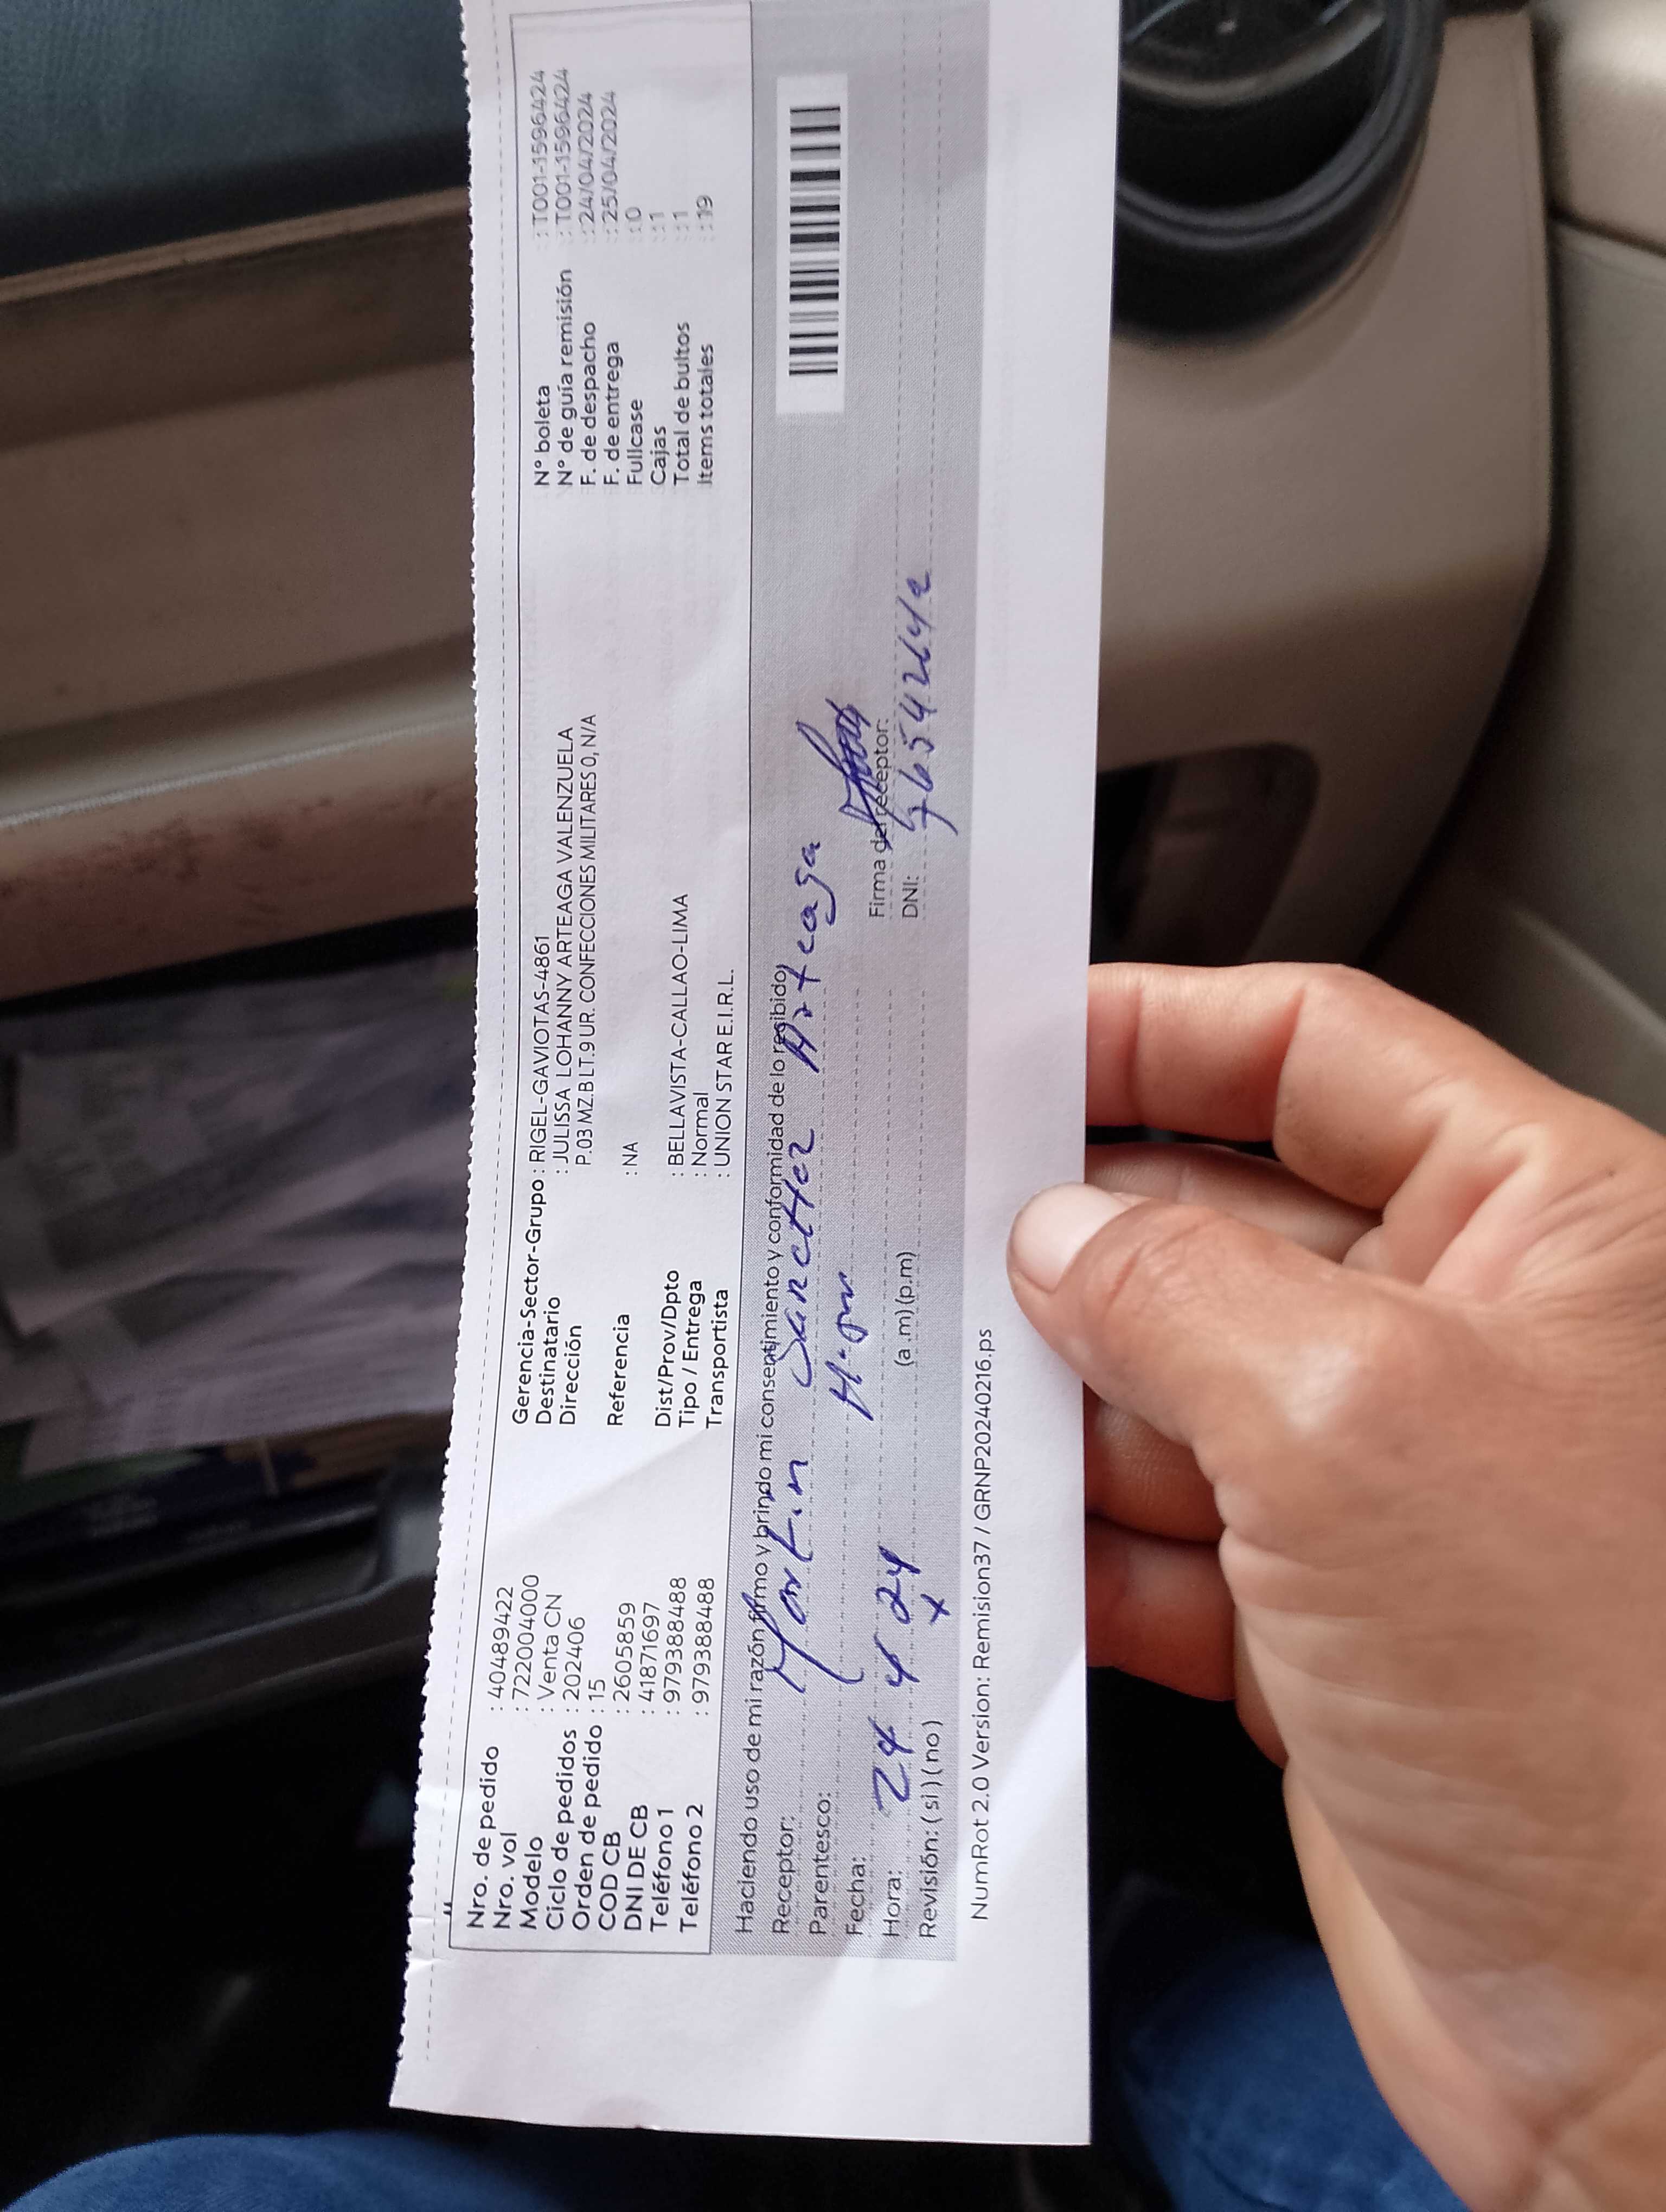 Nro. de pedido : 40489422
Nro. vol : 722004000
Modelo : Venta CN
Ciclo de pedidos : 202406
Orden de pedido : 15
COD CB : 2605859
DNI DE CB : 41871697
Teléfono 1 : 979388488
Teléfono 2 : 979388488
Gerencia-Sector-Grupo : RIGEL-GAVIOTAS-4861
Destinatario : JULISSA LOHANNY ARTEAGA VALENZUELA
Dirección P.03 MZ.B LT.9 UR. CONFECCIONES MILITARES 0, N/A
Referencia : NA
Dist/Prov/Dpto : BELLAVISTA-CALLAO-LIMA
Tipo / Entrega : Normal
Transportista : UNION STAR E.I.R.L.
N° boleta : T001-1596424
N° de guía remisión : T001-1596424
F. de despacho : 24/04/2024
F. de entrega : 25/04/2024
Fullcase : 0
Cajas : 1
Total de bultos : 1
Items totales : 19
Haciendo uso de mi razón firmo y brindo mi consentimiento y conformidad de lo recibido
Receptor: Martin Sanchez Arteaga
Parentesco:
Fecha: 24 4 24
Firma del receptor:
Hora: (a.m) (p.m)
DNI:
Revisión: (si) (no)
NumRot 2.0 Version: Remision37 / GRNP20240216.ps